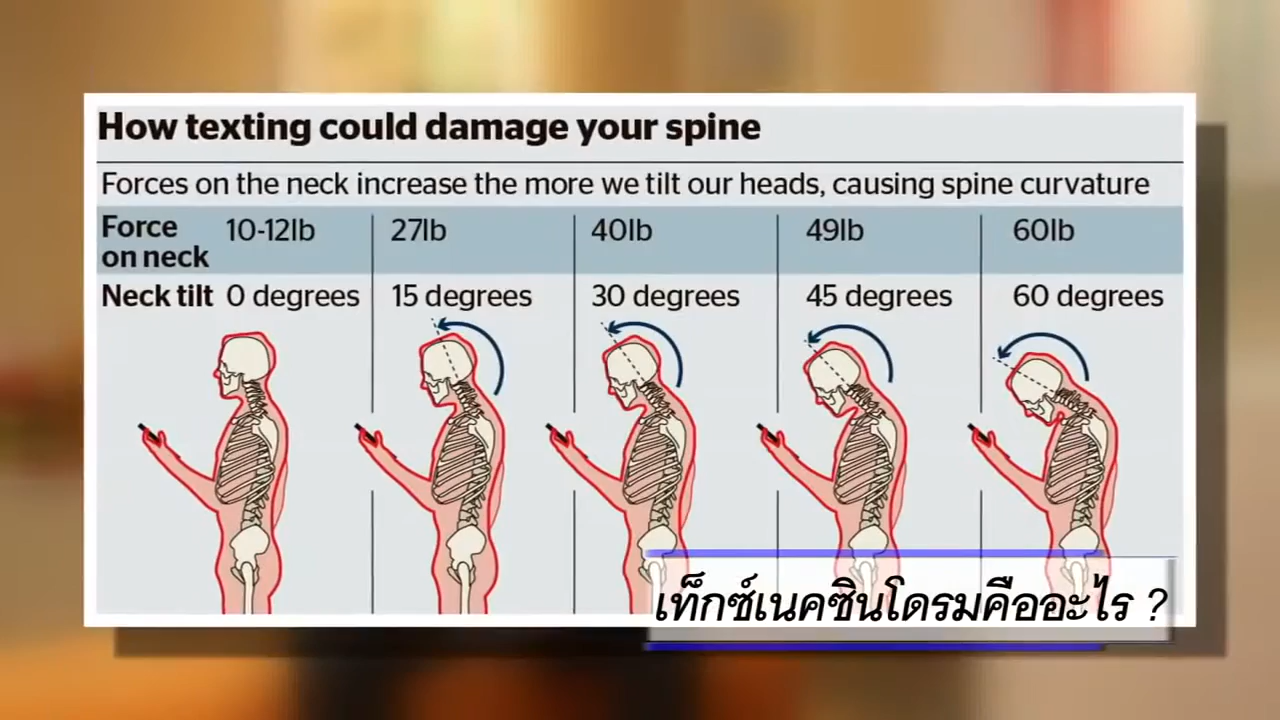 How texting could damage your spine
Forces on the neck increase the more we tilt our heads, causing spine curvature
Force on neck 10-12lb 27lb 40lb 49lb 60lb
Neck tilt 0 degrees 15 degrees 30 degrees 45 degrees 60 degrees
เท็กซ์เนคซินโดรมคืออะไร ?